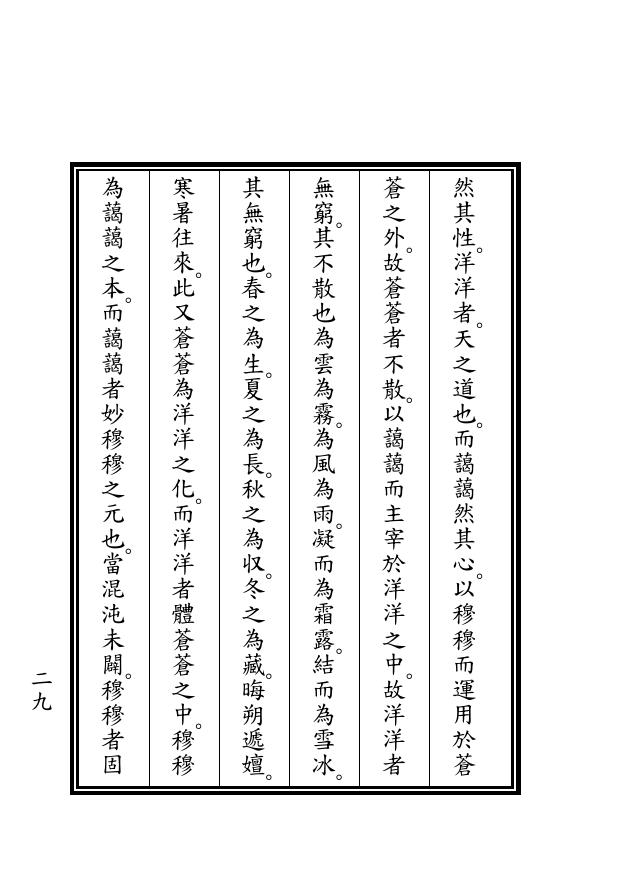 然其性。洋洋者。天之道也。而藹藹然其心。以穆穆而運用於蒼
蒼之外。故蒼蒼者不散。以藹藹而主宰於洋洋之中。故洋洋者
無窮。其不散也為雲為霧。為風為雨。凝而為霜露。結而為雪冰。
其無窮也。春之為生。夏之為長。秋之為収。冬之為藏。晦朔遞嬗。
寒暑往來。此又蒼蒼為洋洋之化。而洋洋者體蒼蒼之中。穆穆
為藹藹之本。而藹藹者妙穆穆之元也。當混沌未闢。穆穆者固
二九